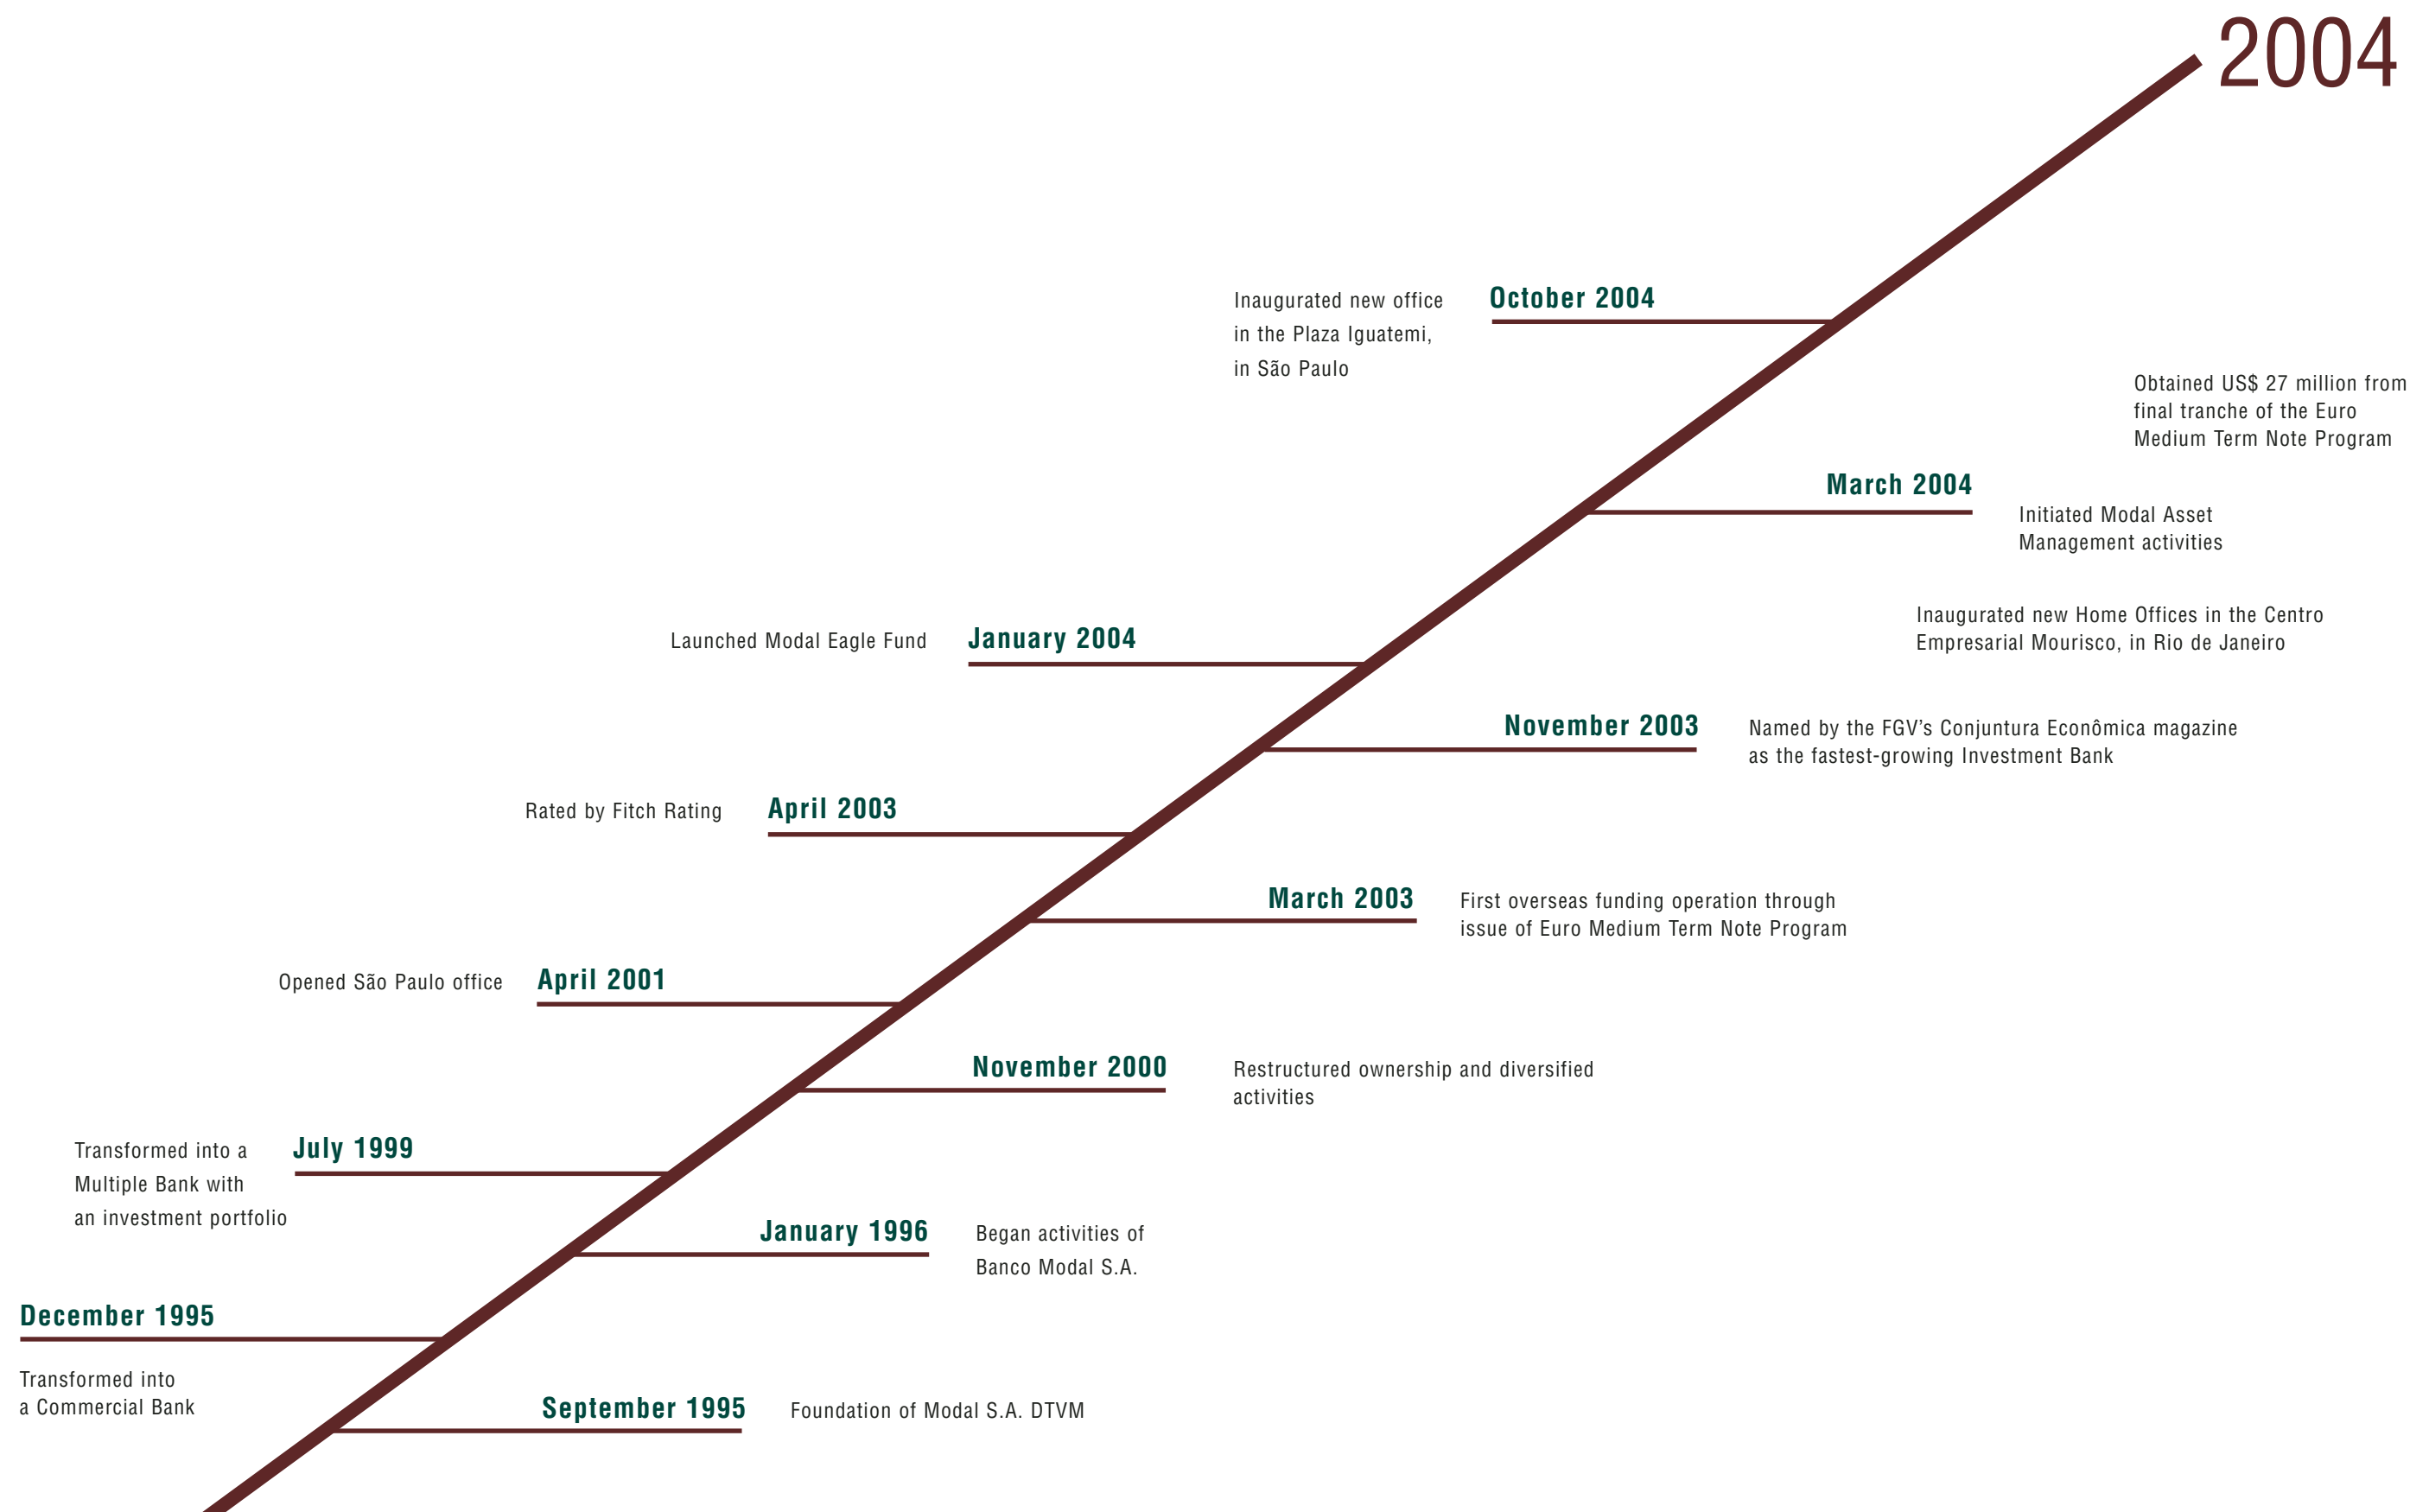 2004
Inaugurated new office
in the Plaza Iguatemi,
in São Paulo
October 2004
Obtained US$ 27 million from
final tranche of the Euro
Medium Term Note Program
March 2004
Initiated Modal Asset
Management activities
Inaugurated new Home Offices in the Centro
Empresarial Mourisco, in Rio de Janeiro
Launched Modal Eagle Fund
January 2004
November 2003
Named by the FGV’s Conjuntura Econômica magazine
as the fastest-growing Investment Bank
Rated by Fitch Rating
April 2003
March 2003
First overseas funding operation through
issue of Euro Medium Term Note Program
Opened São Paulo office
April 2001
November 2000
Restructured ownership and diversified
activities
Transformed into a
Multiple Bank with
an investment portfolio
July 1999
January 1996
Began activities of
Banco Modal S.A.
December 1995
Transformed into
a Commercial Bank
September 1995
Foundation of Modal S.A. DTVM